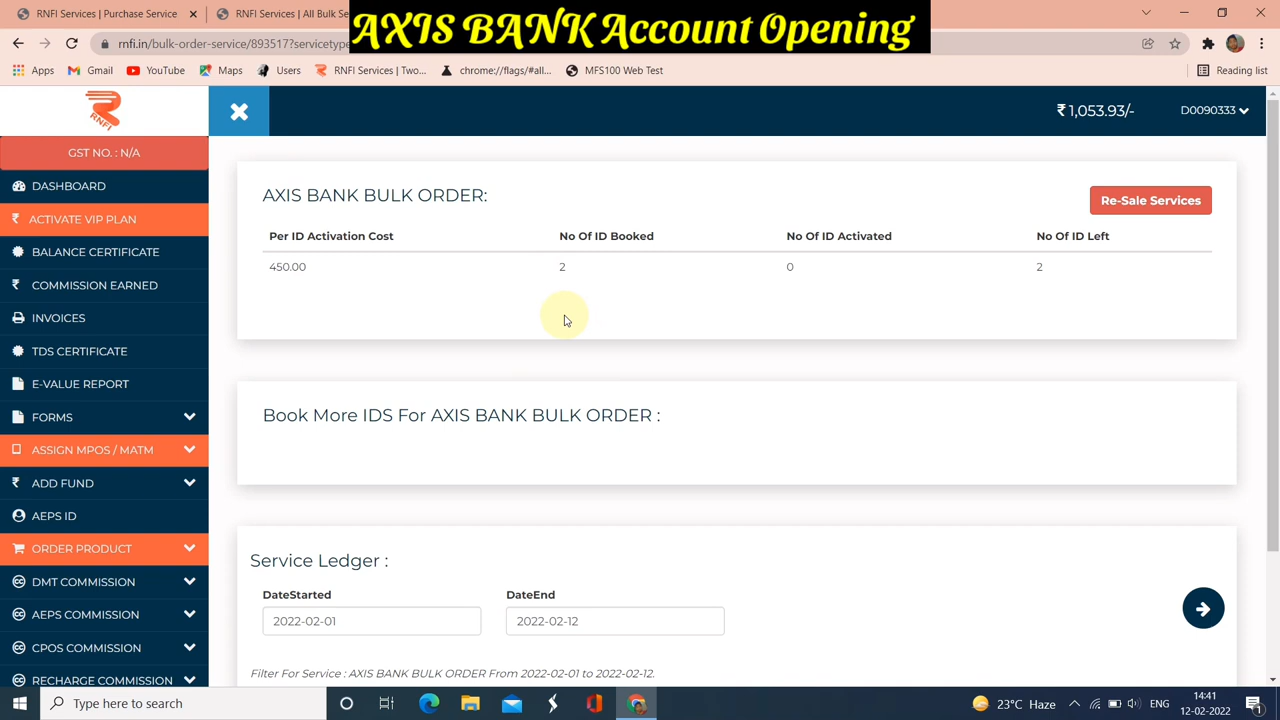 RNFI Services | Purchase Service
RNFI Services | Two Factor
AXIS BANK Account Opening
rnfi.in/bulk-order-service/893517?servicetype
Apps
Gmail
YouTube
Maps
Users
RNFI Services | Two...
chrome://flags/#all...
MFS100 Web Test
Reading list
RNFI
₹ 1,053.93/-
D0090333
GST NO. : N/A
DASHBOARD
ACTIVATE VIP PLAN
BALANCE CERTIFICATE
COMMISSION EARNED
INVOICES
TDS CERTIFICATE
E-VALUE REPORT
FORMS
ASSIGN MPOS / MATM
ADD FUND
AEPS ID
ORDER PRODUCT
DMT COMMISSION
AEPS COMMISSION
CPOS COMMISSION
RECHARGE COMMISSION
AXIS BANK BULK ORDER:
Re-Sale Services
Per ID Activation Cost No Of ID Booked No Of ID Activated No Of ID Left
450.00 2 0 2
Book More IDS For AXIS BANK BULK ORDER :
Service Ledger :
DateStarted DateEnd
2022-02-01 2022-02-12
Filter For Service : AXIS BANK BULK ORDER From 2022-02-01 to 2022-02-12.
Type here to search
23°C Haze
ENG
14:41
12-02-2022
1